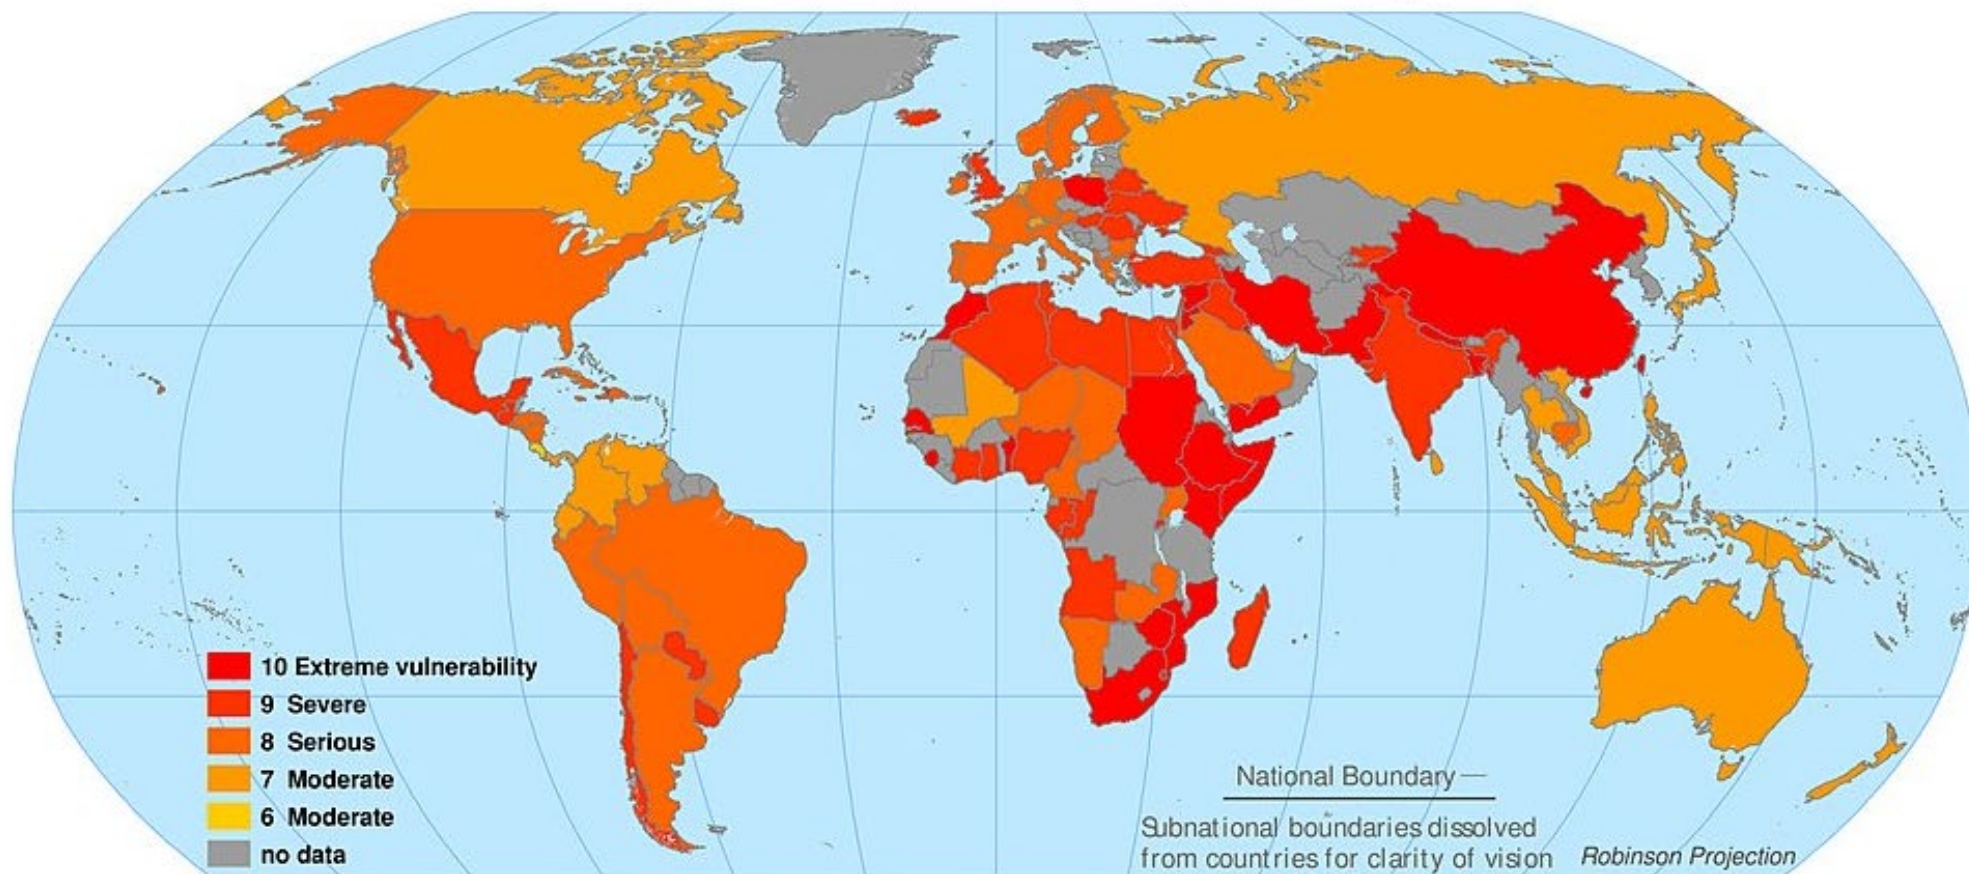 10 Extreme vulnerability
9 Severe
8 Serious
7 Moderate
6 Moderate
no data
National Boundary —
Subnational boundaries dissolved
from countries for clarity of vision
Robinson Projection